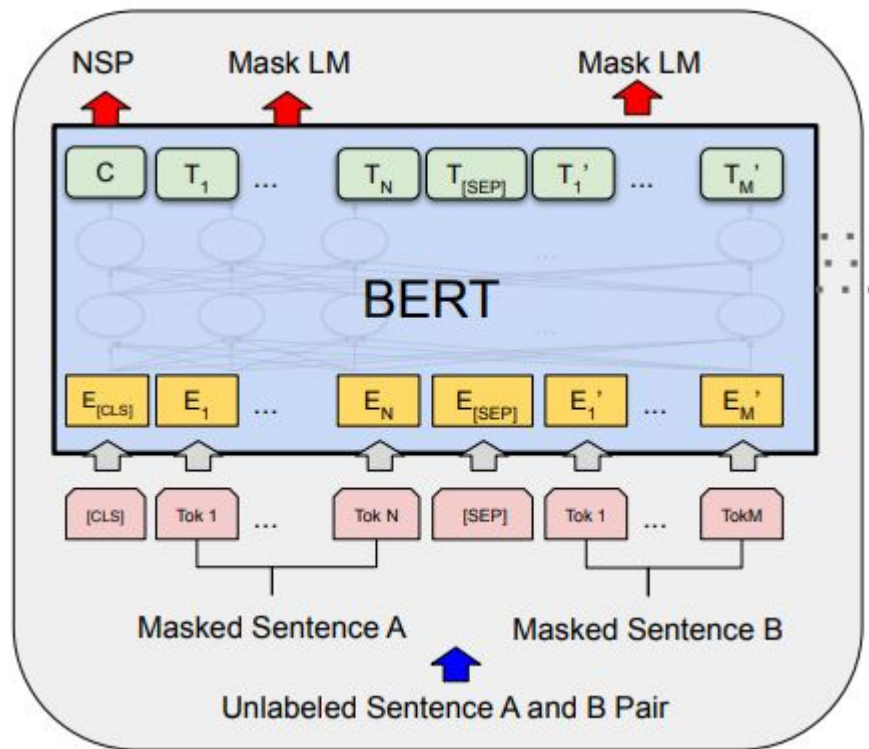 NSP Mask LM Mask LM
C T1 ... TN T[SEP] T1' ... TM'
...
BERT
...
E[CLS] E1 ... EN E[SEP] E1' ... EM'
[CLS] Tok 1 ... Tok N [SEP] Tok 1 ... TokM
Masked Sentence A Masked Sentence B
Unlabeled Sentence A and B Pair